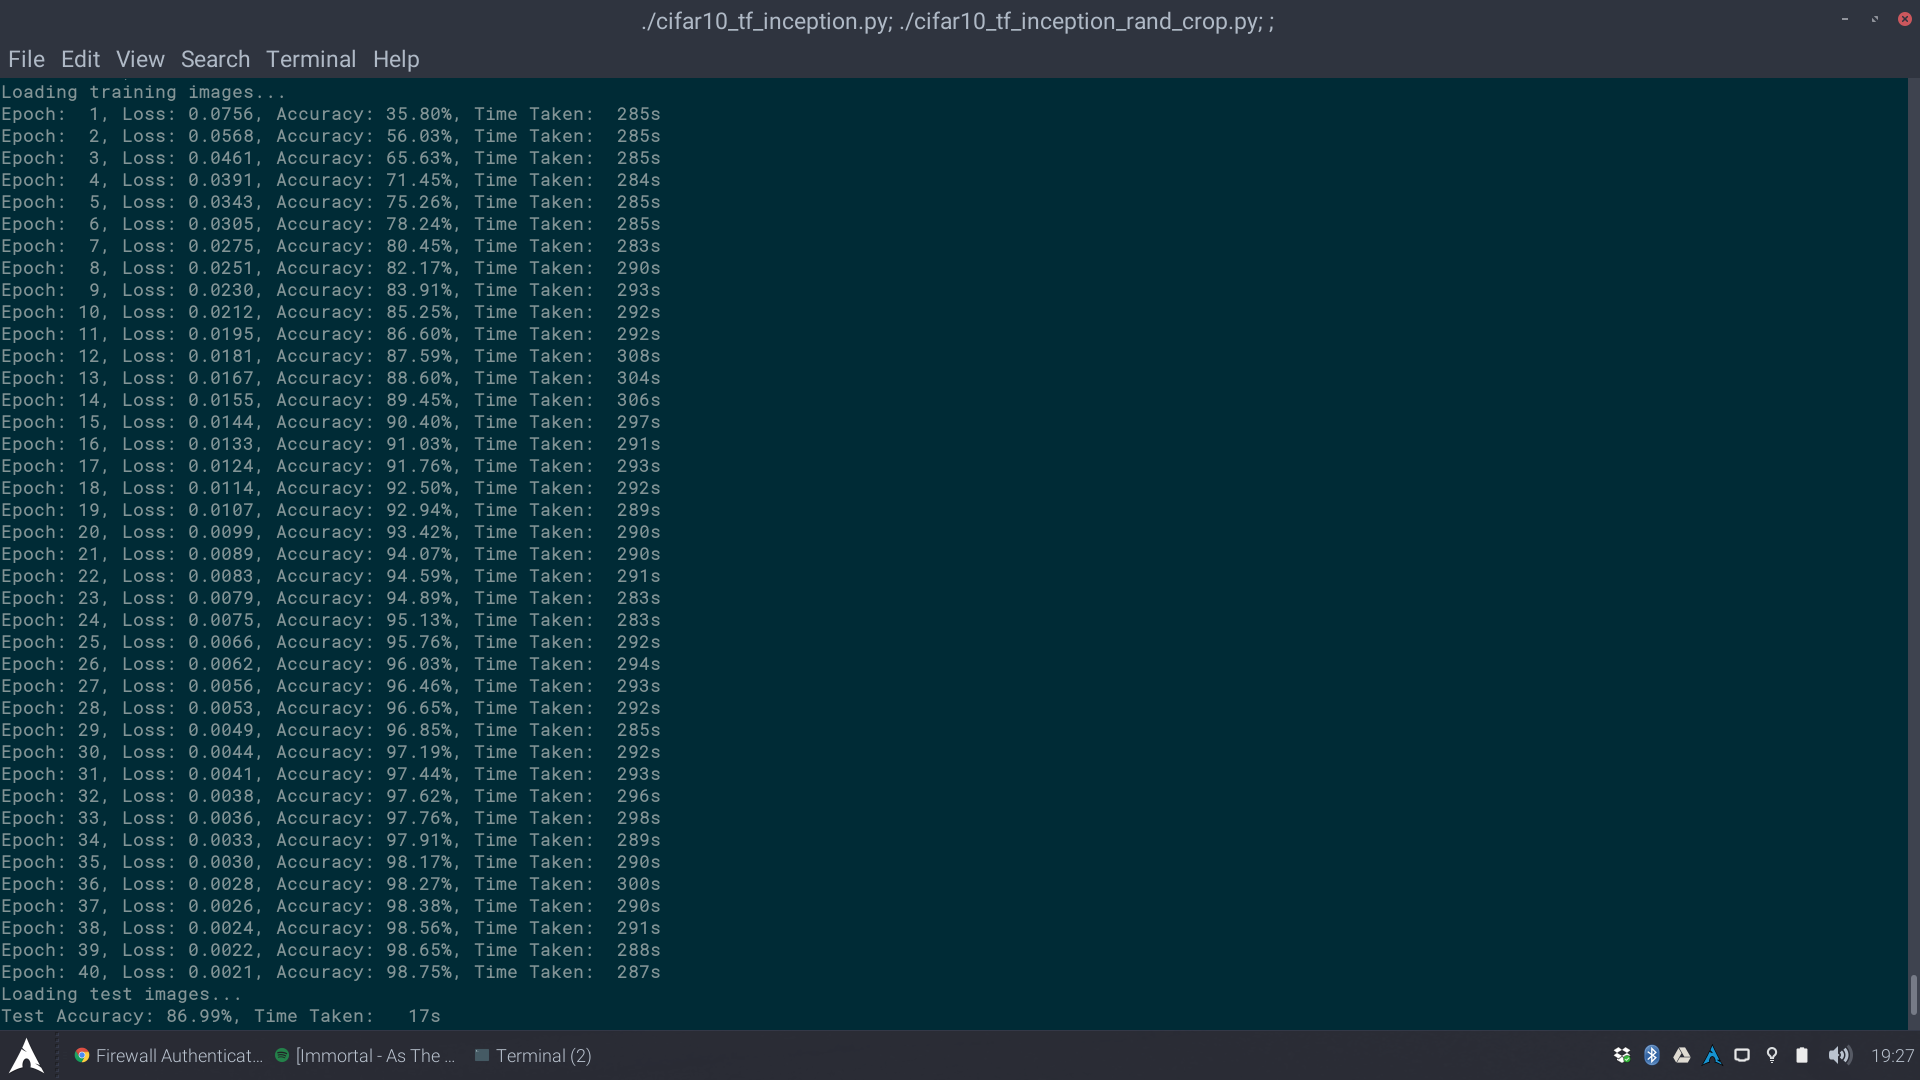 ./cifar10_tf_inception.py; ./cifar10_tf_inception_rand_crop.py; ;
File Edit View Search Terminal Help
Loading training images...
Epoch:  1, Loss: 0.0756, Accuracy: 35.80%, Time Taken:  285s
Epoch:  2, Loss: 0.0568, Accuracy: 56.03%, Time Taken:  285s
Epoch:  3, Loss: 0.0461, Accuracy: 65.63%, Time Taken:  285s
Epoch:  4, Loss: 0.0391, Accuracy: 71.45%, Time Taken:  284s
Epoch:  5, Loss: 0.0343, Accuracy: 75.26%, Time Taken:  285s
Epoch:  6, Loss: 0.0305, Accuracy: 78.24%, Time Taken:  285s
Epoch:  7, Loss: 0.0275, Accuracy: 80.45%, Time Taken:  283s
Epoch:  8, Loss: 0.0251, Accuracy: 82.17%, Time Taken:  290s
Epoch:  9, Loss: 0.0230, Accuracy: 83.91%, Time Taken:  293s
Epoch: 10, Loss: 0.0212, Accuracy: 85.25%, Time Taken:  292s
Epoch: 11, Loss: 0.0195, Accuracy: 86.60%, Time Taken:  292s
Epoch: 12, Loss: 0.0181, Accuracy: 87.59%, Time Taken:  308s
Epoch: 13, Loss: 0.0167, Accuracy: 88.60%, Time Taken:  304s
Epoch: 14, Loss: 0.0155, Accuracy: 89.45%, Time Taken:  306s
Epoch: 15, Loss: 0.0144, Accuracy: 90.40%, Time Taken:  297s
Epoch: 16, Loss: 0.0133, Accuracy: 91.03%, Time Taken:  291s
Epoch: 17, Loss: 0.0124, Accuracy: 91.76%, Time Taken:  293s
Epoch: 18, Loss: 0.0114, Accuracy: 92.50%, Time Taken:  292s
Epoch: 19, Loss: 0.0107, Accuracy: 92.94%, Time Taken:  289s
Epoch: 20, Loss: 0.0099, Accuracy: 93.42%, Time Taken:  290s
Epoch: 21, Loss: 0.0089, Accuracy: 94.07%, Time Taken:  290s
Epoch: 22, Loss: 0.0083, Accuracy: 94.59%, Time Taken:  291s
Epoch: 23, Loss: 0.0079, Accuracy: 94.89%, Time Taken:  283s
Epoch: 24, Loss: 0.0075, Accuracy: 95.13%, Time Taken:  283s
Epoch: 25, Loss: 0.0066, Accuracy: 95.76%, Time Taken:  292s
Epoch: 26, Loss: 0.0062, Accuracy: 96.03%, Time Taken:  294s
Epoch: 27, Loss: 0.0056, Accuracy: 96.46%, Time Taken:  293s
Epoch: 28, Loss: 0.0053, Accuracy: 96.65%, Time Taken:  292s
Epoch: 29, Loss: 0.0049, Accuracy: 96.85%, Time Taken:  285s
Epoch: 30, Loss: 0.0044, Accuracy: 97.19%, Time Taken:  292s
Epoch: 31, Loss: 0.0041, Accuracy: 97.44%, Time Taken:  293s
Epoch: 32, Loss: 0.0038, Accuracy: 97.62%, Time Taken:  296s
Epoch: 33, Loss: 0.0036, Accuracy: 97.76%, Time Taken:  298s
Epoch: 34, Loss: 0.0033, Accuracy: 97.91%, Time Taken:  289s
Epoch: 35, Loss: 0.0030, Accuracy: 98.17%, Time Taken:  290s
Epoch: 36, Loss: 0.0028, Accuracy: 98.27%, Time Taken:  300s
Epoch: 37, Loss: 0.0026, Accuracy: 98.38%, Time Taken:  290s
Epoch: 38, Loss: 0.0024, Accuracy: 98.56%, Time Taken:  291s
Epoch: 39, Loss: 0.0022, Accuracy: 98.65%, Time Taken:  288s
Epoch: 40, Loss: 0.0021, Accuracy: 98.75%, Time Taken:  287s
Loading test images...
Test Accuracy: 86.99%, Time Taken:   17s
Firewall Authenticat... [Immortal - As The ... Terminal (2) 19:27